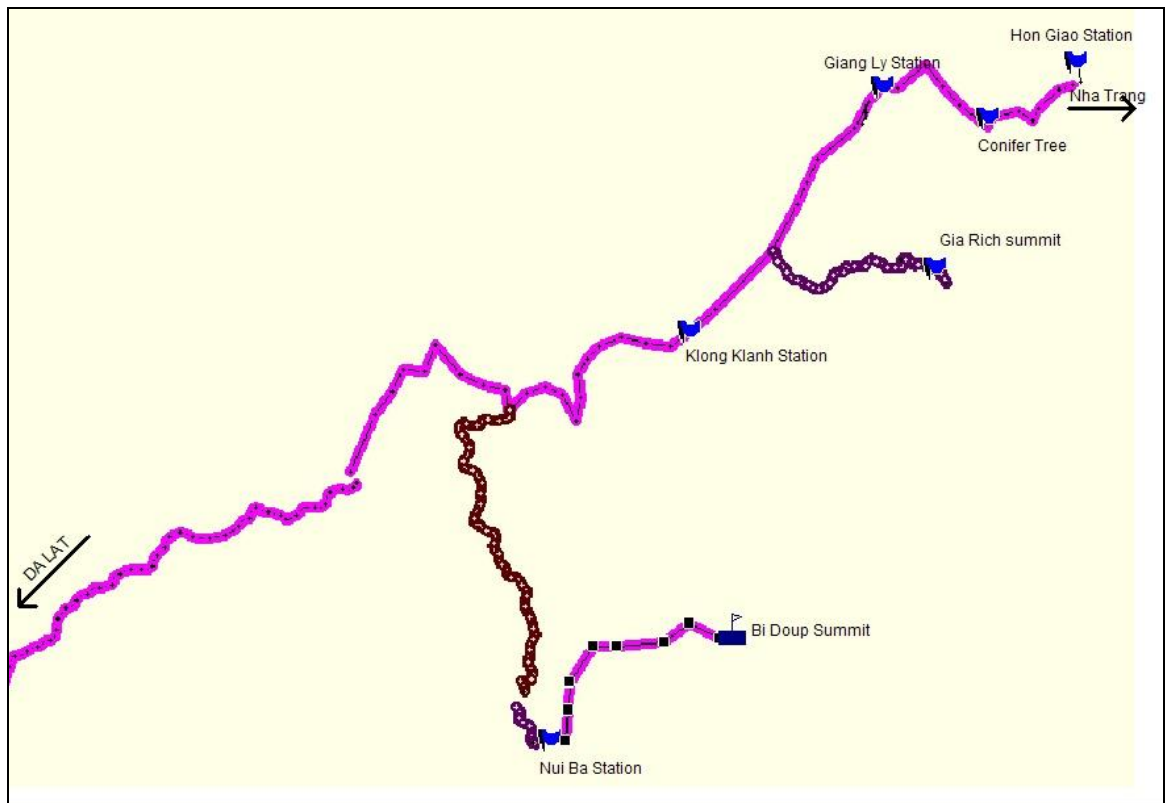 Hon Giao Station
Giang Ly Station
Nha Trang
Conifer Tree
Gia Rich summit
Klong Klanh Station
DA LAT
Bi Doup Summit
Nui Ba Station